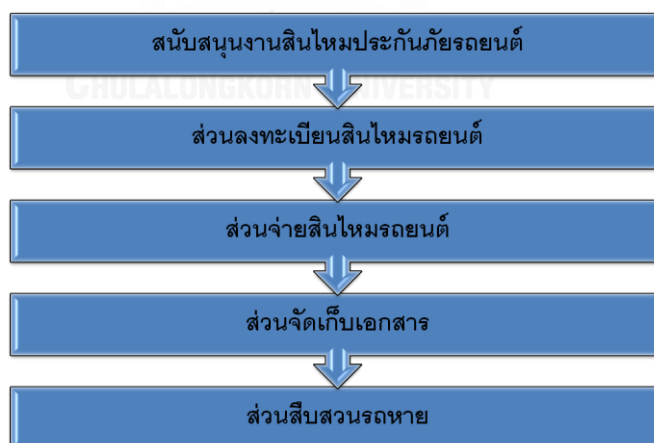 สนับสนุนงานสินไหมประกันภัยรถยนต์
CHULALONGKORN UNIVERSITY
ส่วนลงทะเบียนสินไหมรถยนต์
ส่วนจ่ายสินไหมรถยนต์
ส่วนจัดเก็บเอกสาร
ส่วนสืบสวนรถหาย